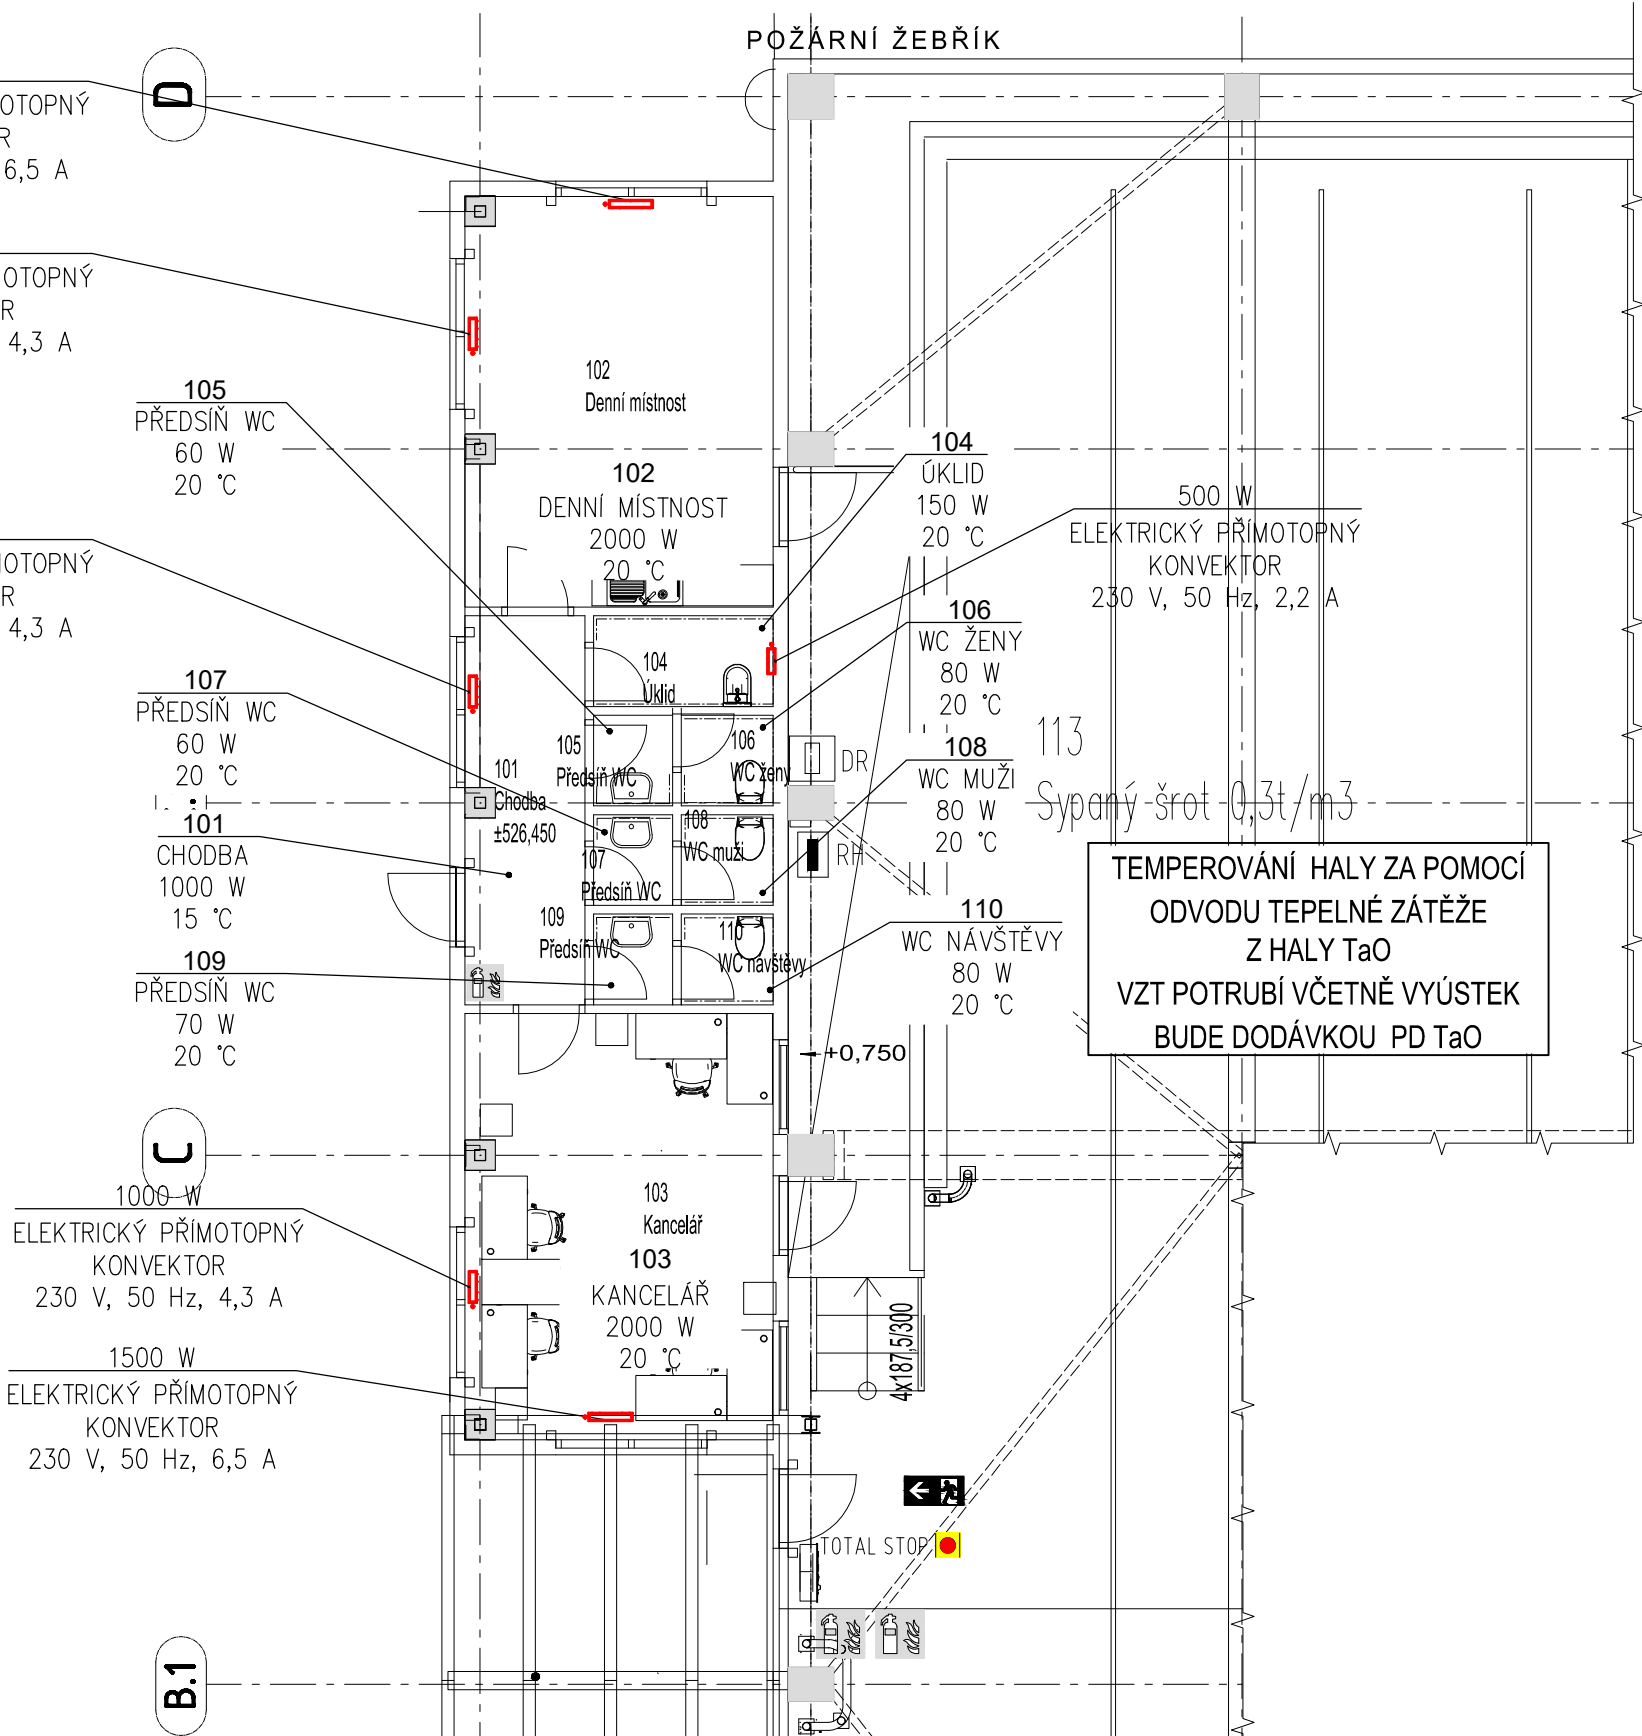 POŽÁRNÍ ŽEBŘÍK
D
OTOPNÝ
R
6,5 A
OTOPNÝ
R
4,3 A
102
Denní místnost
105
PŘEDSÍŇ WC
60 W
20 °C
102
DENNÍ MÍSTNOST
2000 W
20 °C
104
ÚKLID
150 W
20 °C
500 W
ELEKTRICKÝ PŘÍMOTOPNÝ
KONVEKTOR
230 V, 50 Hz, 2,2 A
MOTOPNÝ
R
4,3 A
106
WC ŽENY
80 W
20 °C
104
Úklid
107
PŘEDSÍŇ WC
60 W
20 °C
105
Předsíň WC
106
WC ženy
101
Chodba
±526,450
DR
108
WC MUŽI
80 W
20 °C
113
Sypaný šrot 0,3t/m3
101
CHODBA
1000 W
15 °C
107
Předsíň WC
108
WC muži
RH
109
Předsíň WC
110
WC návštěvy
110
WC NÁVŠTĚVY
80 W
20 °C
TEMPEROVÁNÍ HALY ZA POMOCÍ
ODVODU TEPELNÉ ZÁTĚŽE
Z HALY TaO
VZT POTRUBÍ VČETNĚ VYÚSTEK
BUDE DODÁVKOU PD TaO
109
PŘEDSÍŇ WC
70 W
20 °C
+0,750
C
1000 W
ELEKTRICKÝ PŘÍMOTOPNÝ
KONVEKTOR
230 V, 50 Hz, 4,3 A
103
Kancelář
103
KANCELÁŘ
2000 W
20 °C
4x187,5/300
1500 W
ELEKTRICKÝ PŘÍMOTOPNÝ
KONVEKTOR
230 V, 50 Hz, 6,5 A
TOTAL STOP
B.1